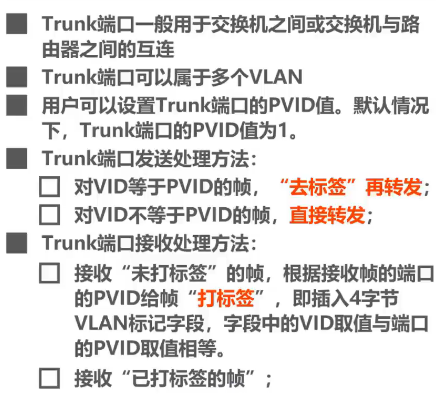 Trunk端口一般用于交换机之间或交换机与路
由器之间的互连
Trunk端口可以属于多个VLAN
用户可以设置Trunk端口的PVID值。默认情况
下，Trunk端口的PVID值为1。
Trunk端口发送处理方法：
对VID等于PVID的帧，“去标签”再转发；
对VID不等于PVID的帧，直接转发；
Trunk端口接收处理方法：
接收“未打标签”的帧，根据接收帧的端口
的PVID给帧“打标签”，即插入4字节
VLAN标记字段，字段中的VID取值与端口
的PVID取值相等。
接收“已打标签的帧”；